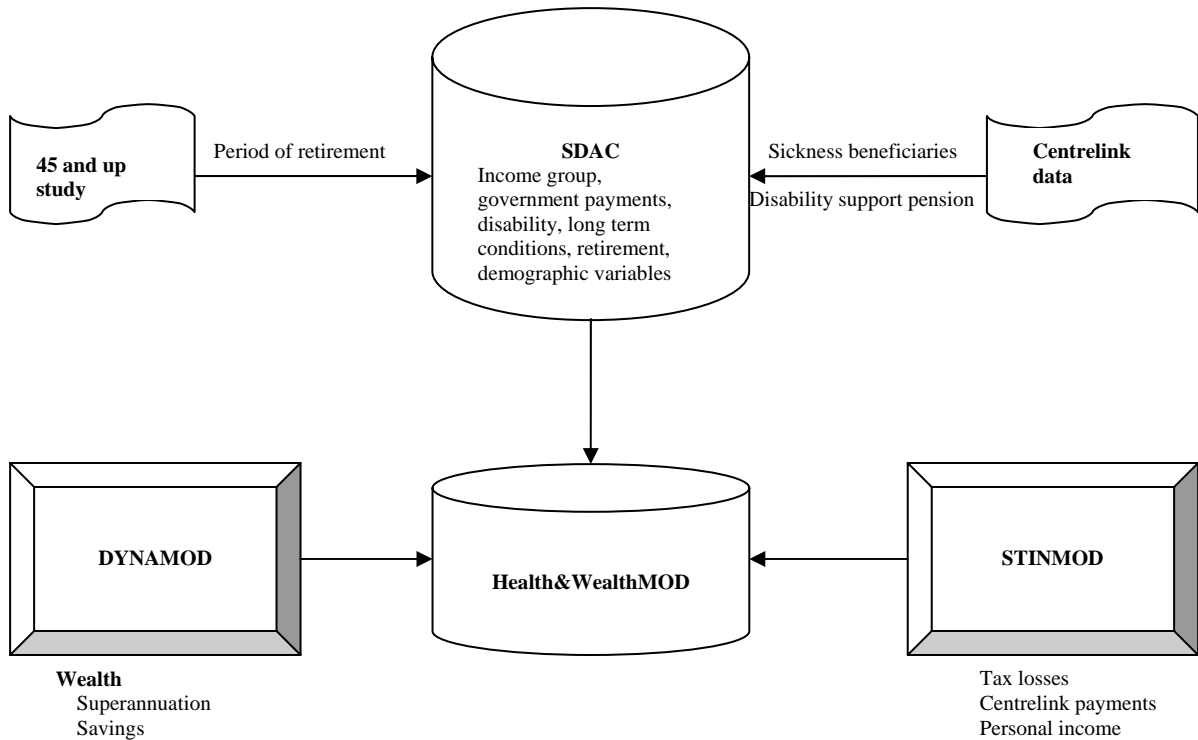 45 and up
study
Period of retirement
SDAC
Income group,
government payments,
disability, long term
conditions, retirement,
demographic variables
Sickness beneficiaries
Disability support pension
Centrelink
data
DYNAMOD
Health&WealthMOD
STINMOD
Wealth
Superannuation
Savings
Tax losses
Centrelink payments
Personal income